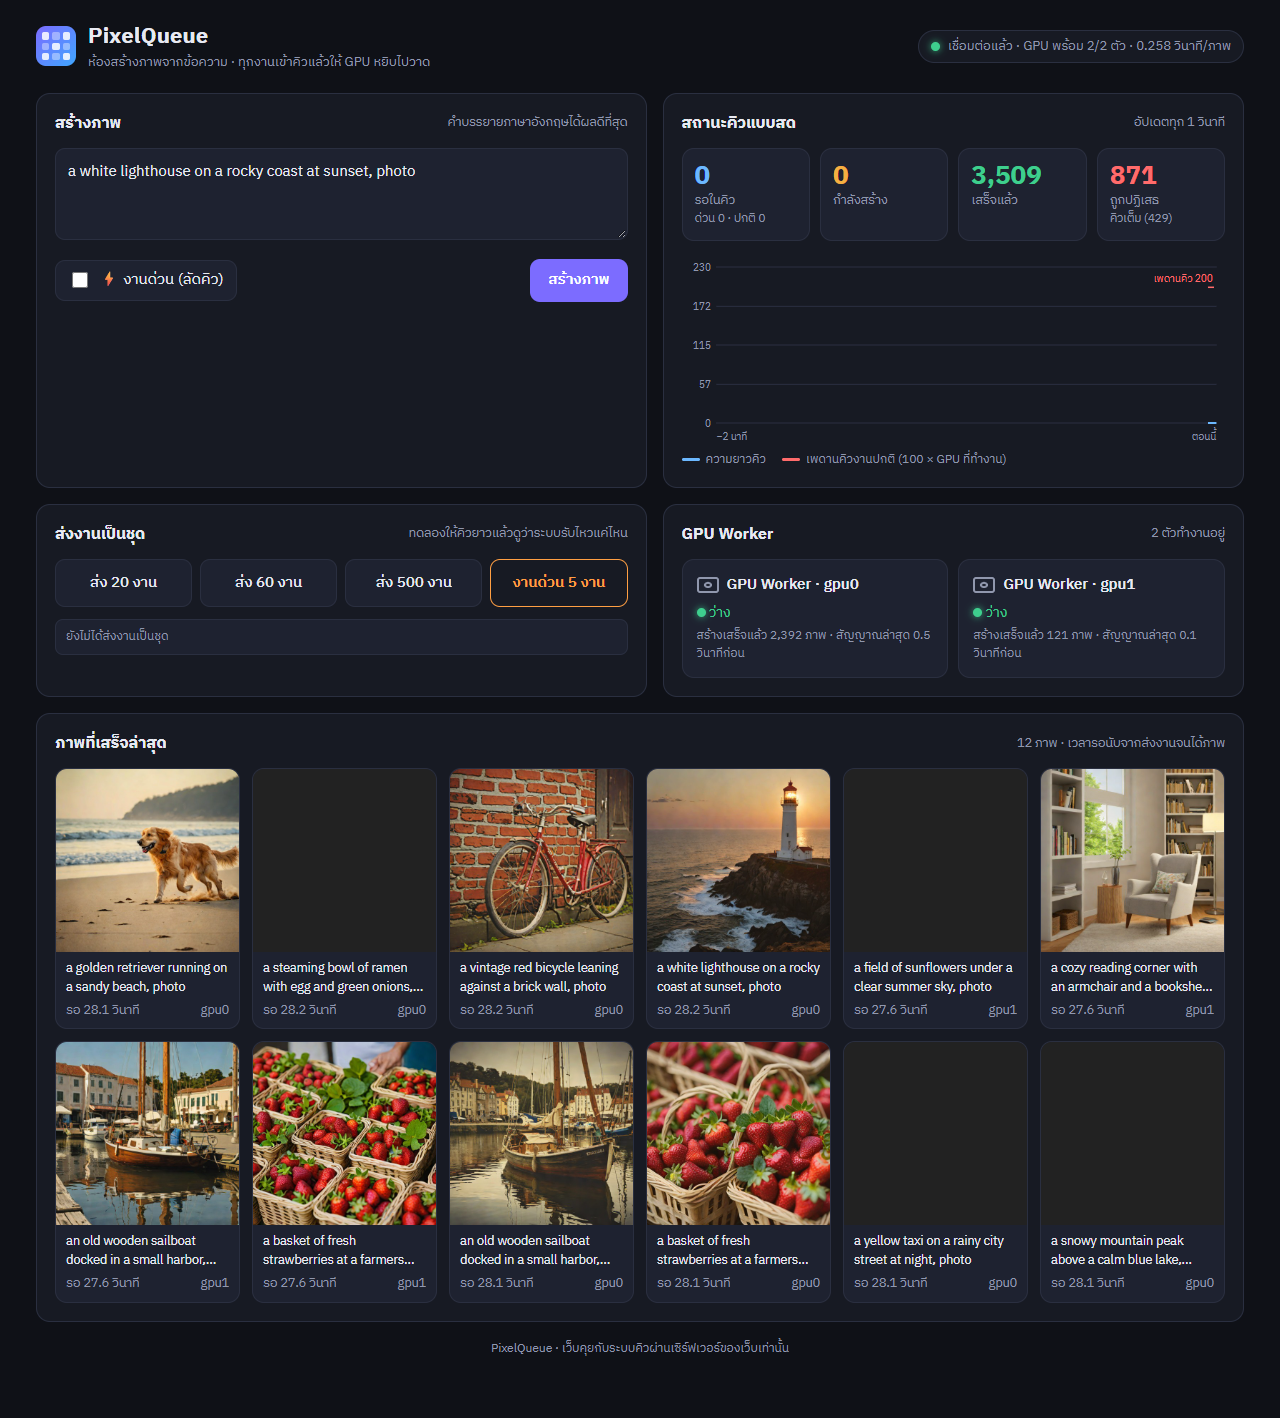 PixelQueue
ห้องสร้างภาพจากข้อความ · ทุกงานเข้าคิวแล้วให้ GPU หยิบไปวาด
เชื่อมต่อแล้ว · GPU พร้อม 2/2 ตัว · 0.258 วินาที/ภาพ
สร้างภาพ
คำบรรยายภาษาอังกฤษได้ผลดีที่สุด
a white lighthouse on a rocky coast at sunset, photo
งานด่วน (ลัดคิว)
สร้างภาพ
สถานะคิวแบบสด
อัปเดตทุก 1 วินาที
0
รอในคิว
ด่วน 0 · ปกติ 0
0
กำลังสร้าง
3,509
เสร็จแล้ว
871
ถูกปฏิเสธ
คิวเต็ม (429)
230
เพดานคิว 200
172
115
57
0
−2 นาที
ตอนนี้
ความยาวคิว
เพดานคิวงานปกติ (100 × GPU ที่ทำงาน)
ส่งงานเป็นชุด
ทดลองให้คิวยาวแล้วดูว่าระบบรับไหวแค่ไหน
ส่ง 20 งาน
ส่ง 60 งาน
ส่ง 500 งาน
งานด่วน 5 งาน
ยังไม่ได้ส่งงานเป็นชุด
GPU Worker
2 ตัวทำงานอยู่
GPU Worker · gpu0
ว่าง
สร้างเสร็จแล้ว 2,392 ภาพ · สัญญาณล่าสุด 0.5
วินาทีก่อน
GPU Worker · gpu1
ว่าง
สร้างเสร็จแล้ว 121 ภาพ · สัญญาณล่าสุด 0.1
วินาทีก่อน
ภาพที่เสร็จล่าสุด
12 ภาพ · เวลารอนับจากส่งงานจนได้ภาพ
a golden retriever running on
a sandy beach, photo
รอ 28.1 วินาที
gpu0
a steaming bowl of ramen
with egg and green onions,...
รอ 28.2 วินาที
gpu0
a vintage red bicycle leaning
against a brick wall, photo
รอ 28.2 วินาที
gpu0
a white lighthouse on a rocky
coast at sunset, photo
รอ 28.2 วินาที
gpu0
a field of sunflowers under a
clear summer sky, photo
รอ 27.6 วินาที
gpu1
a cozy reading corner with
an armchair and a bookshe...
รอ 27.6 วินาที
gpu1
an old wooden sailboat
docked in a small harbor,...
รอ 27.6 วินาที
gpu1
a basket of fresh
strawberries at a farmers...
รอ 27.6 วินาที
gpu1
an old wooden sailboat
docked in a small harbor,...
รอ 28.1 วินาที
gpu0
a basket of fresh
strawberries at a farmers...
รอ 28.1 วินาที
gpu0
a yellow taxi on a rainy city
street at night, photo
รอ 28.1 วินาที
gpu0
a snowy mountain peak
above a calm blue lake,...
รอ 28.1 วินาที
gpu0
PixelQueue · เว็บคุยกับระบบคิวผ่านเซิร์ฟเวอร์ของเว็บเท่านั้น